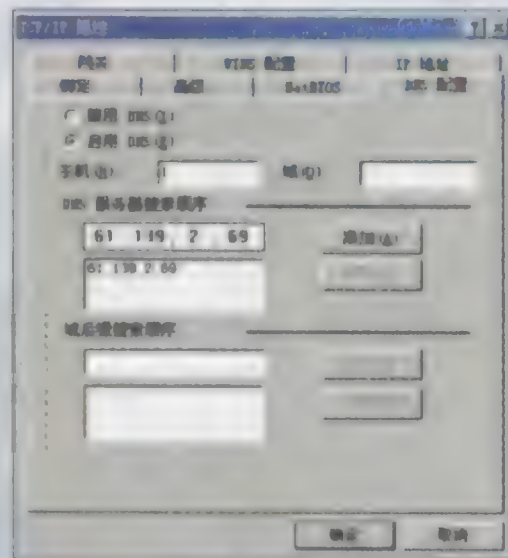 TCP/IP 属性
网关 WINS 配置 IP 地址
绑定 高级 NetBIOS DNS 配置
禁用 DNS(I)
启用 DNS(E)
主机(H) 域(O)
DNS 服务器搜索顺序
61 139 2 69
添加(A)
61.139.2.69
域后缀搜索顺序
确定 取消